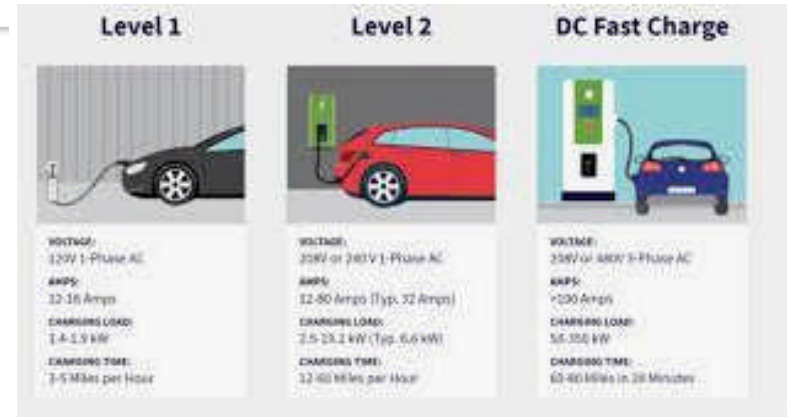 Level 1
Level 2
DC Fast Charge
VOLTAGE:
120V 1-Phase AC
AMPS:
12-16 Amps
CHARGING LOAD:
1.4-1.9 kW
CHARGING TIME:
3-5 Miles per Hour
VOLTAGE:
208V or 240 V 1-Phase AC
AMPS:
12-80 Amps (Typ. 32 Amps)
CHARGING LOAD:
2.5-19.2 kW (Typ. 6.6 kW)
CHARGING TIME:
12-60 Miles per Hour
VOLTAGE:
208V or 480V 3-Phase AC
AMPS:
>100 Amps
CHARGING LOAD:
50-350 kW
CHARGING TIME:
60-80 Miles in 20 Minutes